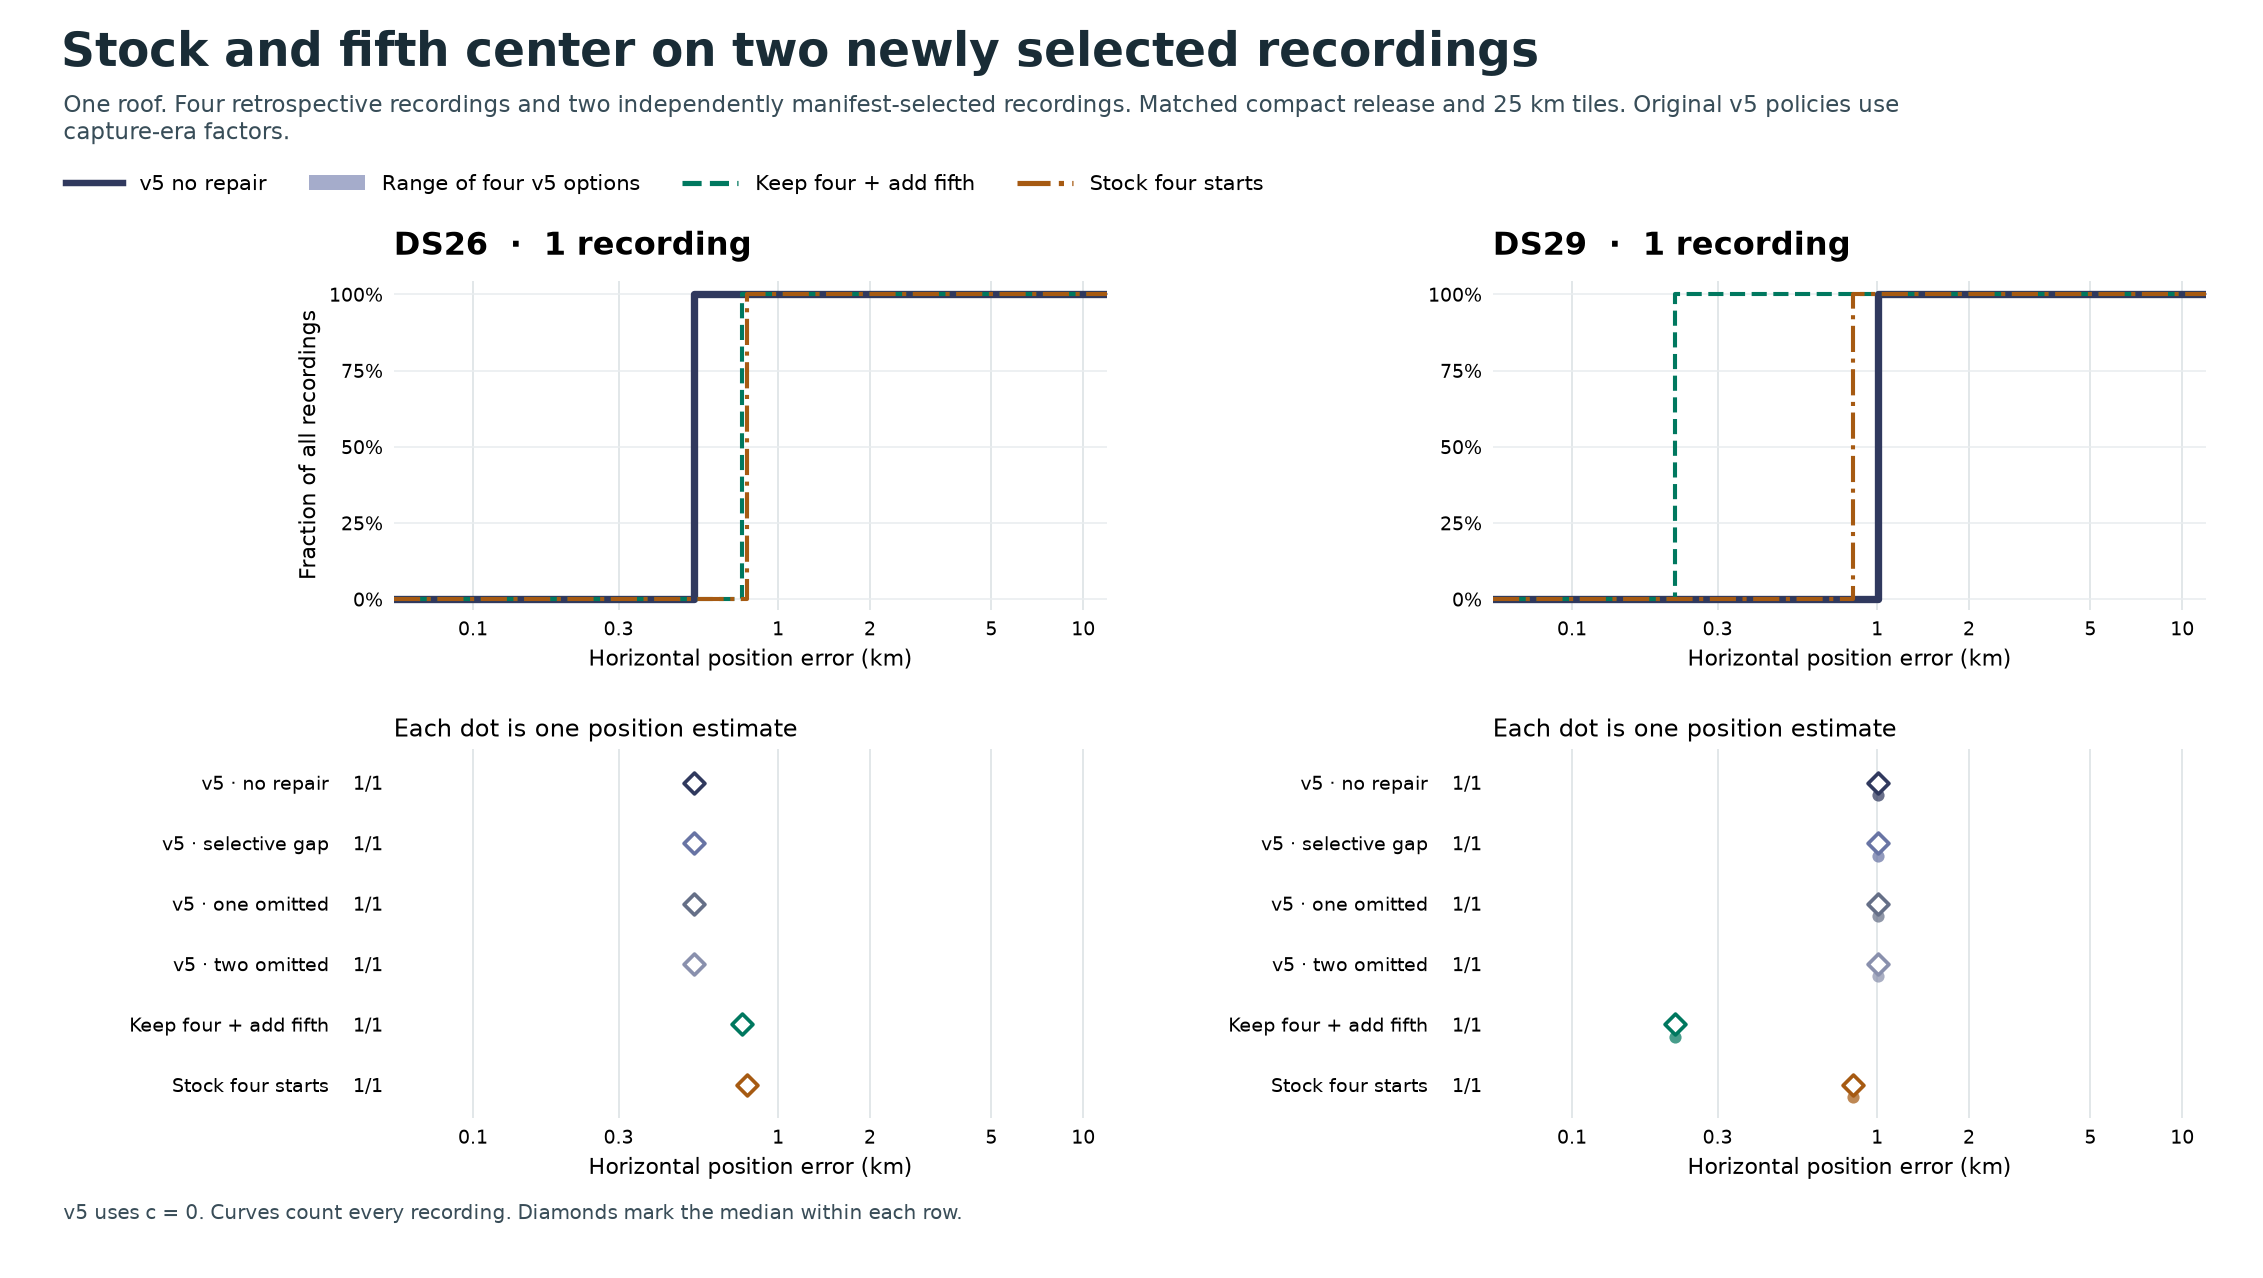 Stock and fifth center on two newly selected recordings
One roof. Four retrospective recordings and two independently manifest-selected recordings. Matched compact release and 25 km tiles. Original v5 policies use
capture-era factors.
v5 no repair
Range of four v5 options
Keep four + add fifth
Stock four starts
DS26 · 1 recording
Fraction of all recordings
100%
75%
50%
25%
0%
0.1 0.3 1 2 5 10
Horizontal position error (km)
DS29 · 1 recording
100%
75%
50%
25%
0%
0.1 0.3 1 2 5 10
Horizontal position error (km)
Each dot is one position estimate
v5 · no repair 1/1
v5 · selective gap 1/1
v5 · one omitted 1/1
v5 · two omitted 1/1
Keep four + add fifth 1/1
Stock four starts 1/1
0.1 0.3 1 2 5 10
Horizontal position error (km)
Each dot is one position estimate
v5 · no repair 1/1
v5 · selective gap 1/1
v5 · one omitted 1/1
v5 · two omitted 1/1
Keep four + add fifth 1/1
Stock four starts 1/1
0.1 0.3 1 2 5 10
Horizontal position error (km)
v5 uses c = 0. Curves count every recording. Diamonds mark the median within each row.